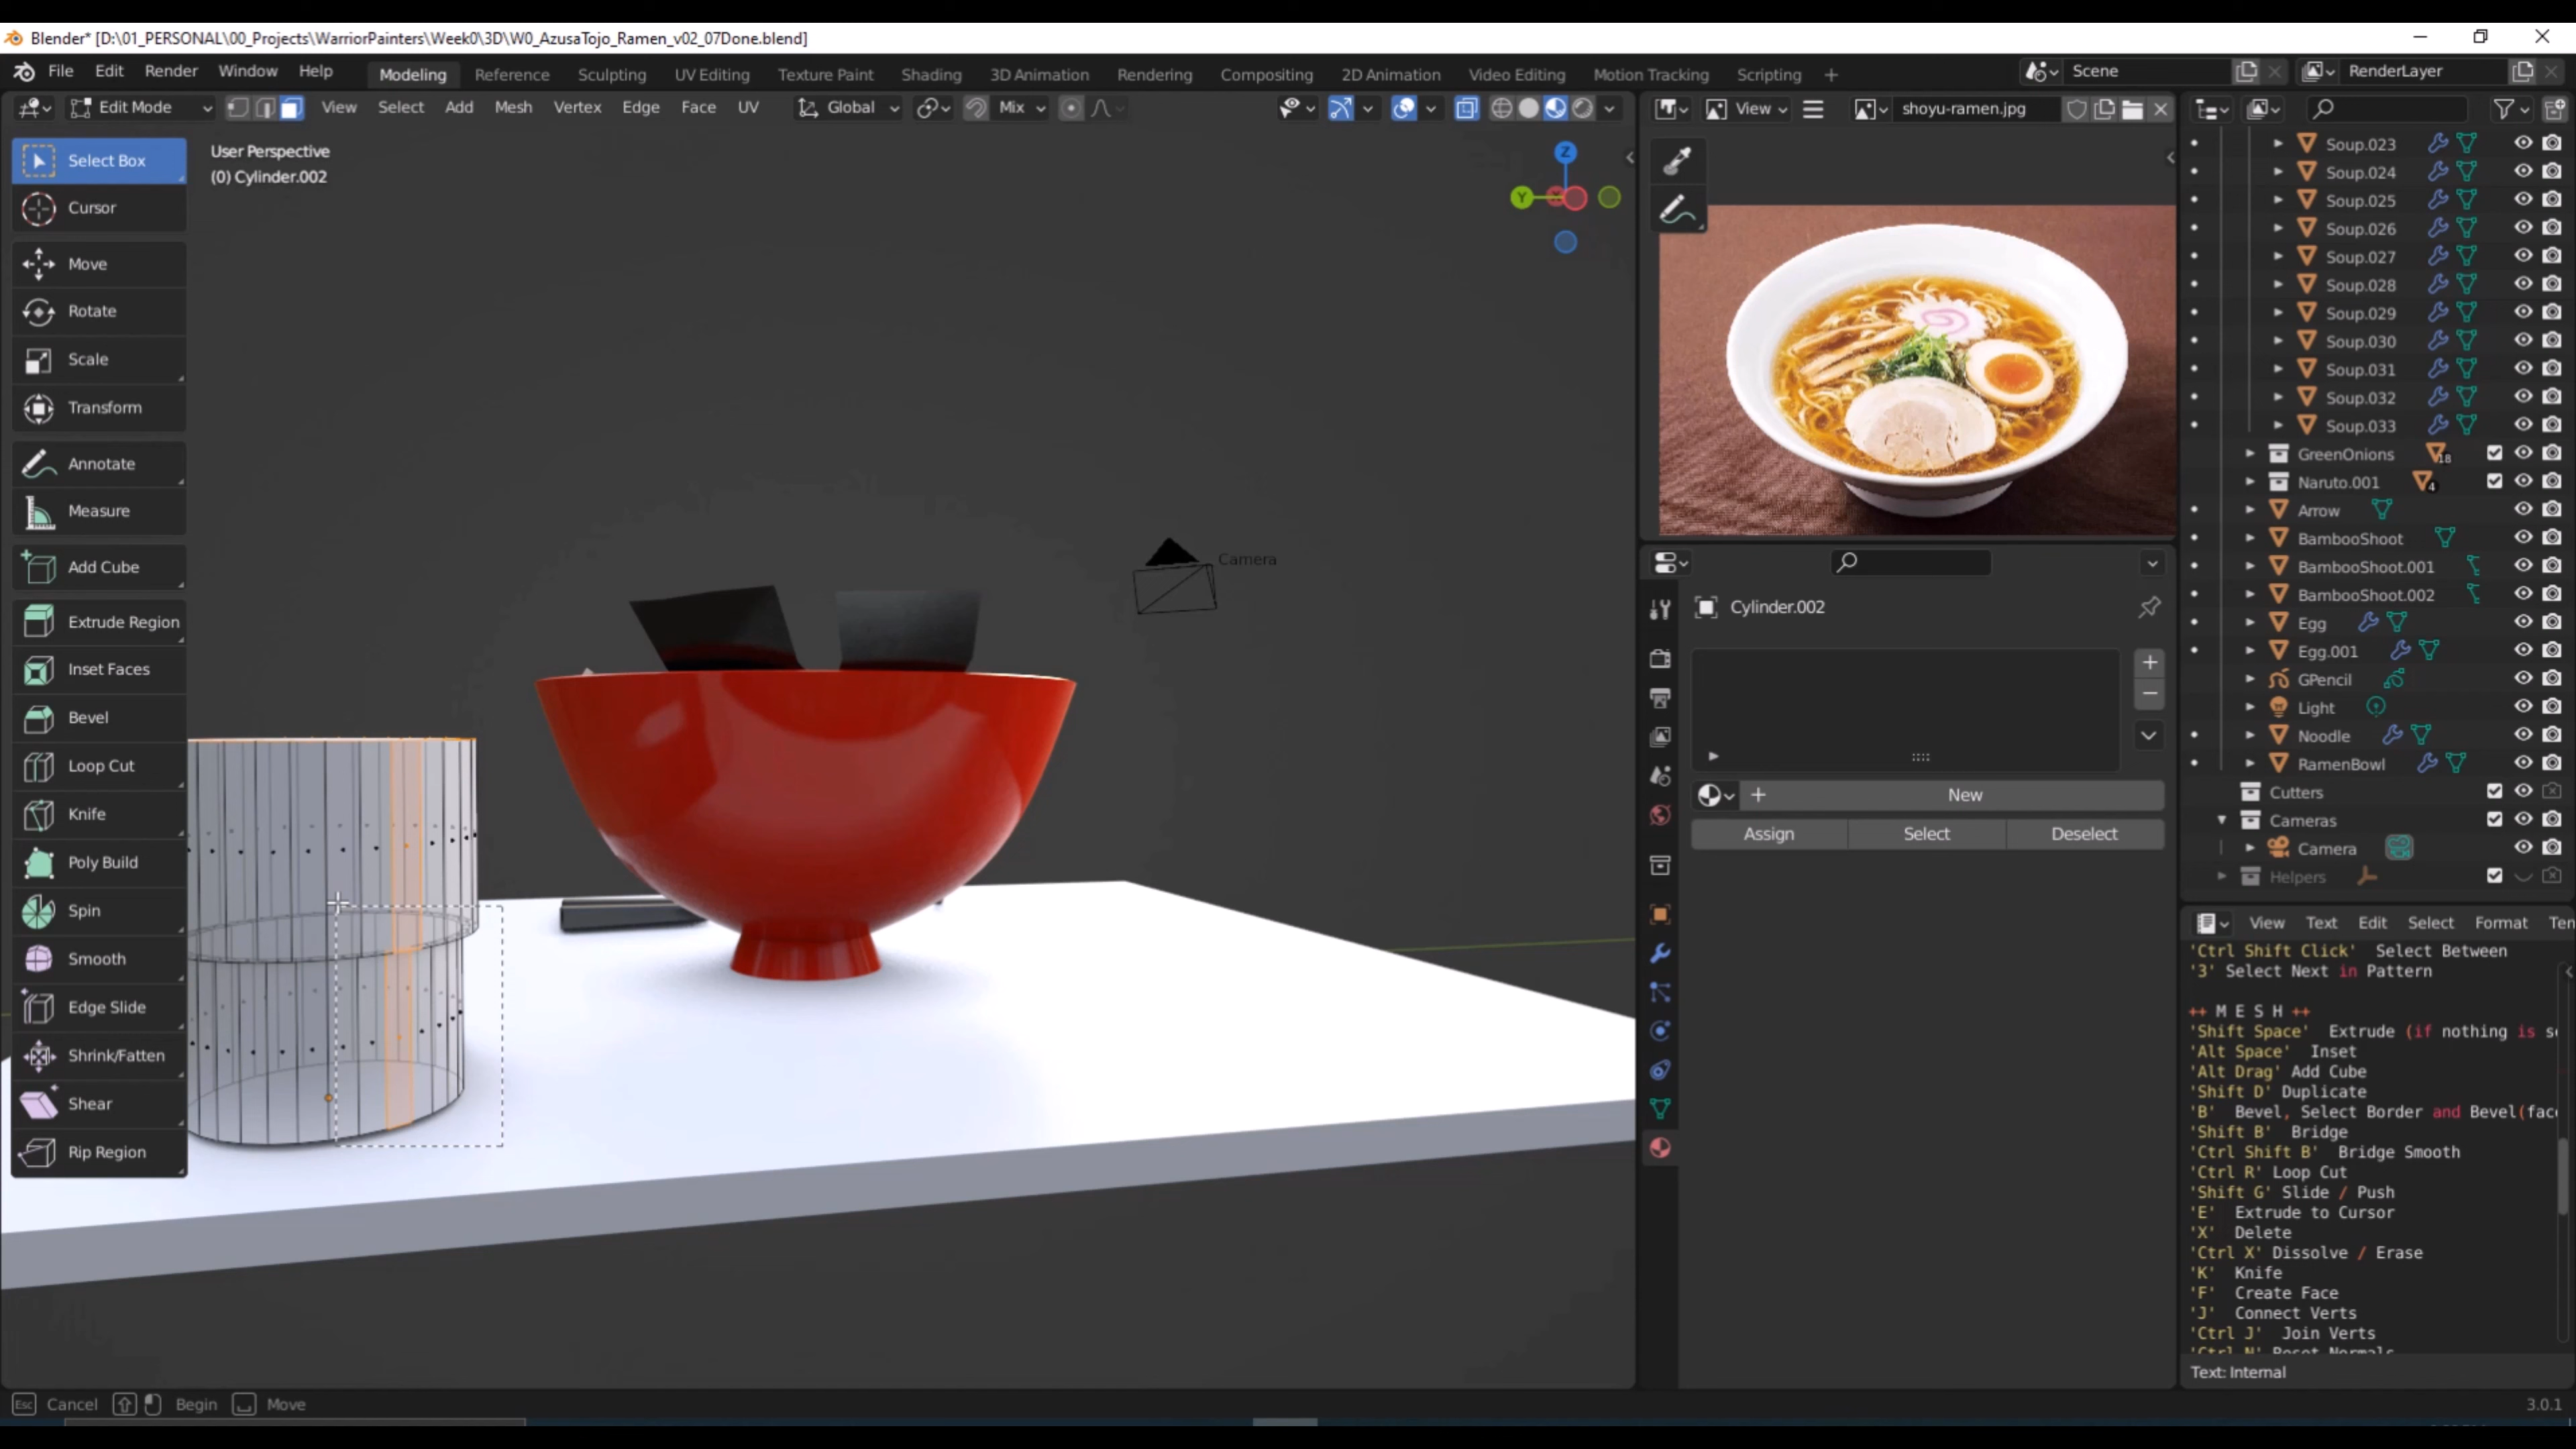 Blender* [D:\01_PERSONAL\00_Projects\WarriorPainters\Week0\3D\W0_AzusaTojo_Ramen_v02_07Done.blend]
File Edit Render Window Help Modeling Reference Sculpting UV Editing Texture Paint Shading 3D Animation Rendering Compositing 2D Animation Video Editing Motion Tracking Scripting + Scene RenderLayer
Edit Mode View Select Add Mesh Vertex Edge Face UV Global Mix
View shoyu-ramen.jpg
User Perspective
(0) Cylinder.002
Select Box
Cursor
Move
Rotate
Scale
Transform
Annotate
Measure
Add Cube
Extrude Region
Inset Faces
Bevel
Loop Cut
Knife
Poly Build
Spin
Smooth
Edge Slide
Shrink/Fatten
Shear
Rip Region
Z
Y
Camera
Cylinder.002
New
Assign Select Deselect
Soup.023
Soup.024
Soup.025
Soup.026
Soup.027
Soup.028
Soup.029
Soup.030
Soup.031
Soup.032
Soup.033
GreenOnions 18
Naruto.001 4
Arrow
BambooShoot
BambooShoot.001
BambooShoot.002
Egg
Egg.001
GPencil
Light
Noodle
RamenBowl
Cutters
Cameras
Camera
Helpers
View Text Edit Select Format Ten
'Ctrl Shift Click' Select Between
'3' Select Next in Pattern
++ M E S H ++
'Shift Space' Extrude (if nothing is se
'Alt Space' Inset
'Alt Drag' Add Cube
'Shift D' Duplicate
'B' Bevel, Select Border and Bevel(face
'Shift B' Bridge
'Ctrl Shift B' Bridge Smooth
'Ctrl R' Loop Cut
'Shift G' Slide / Push
'E' Extrude to Cursor
'X' Delete
'Ctrl X' Dissolve / Erase
'K' Knife
'F' Create Face
'J' Connect Verts
'Ctrl J' Join Verts
'Ctrl N' Reset Normals
Text: Internal
Esc Cancel Begin Move
3.0.1